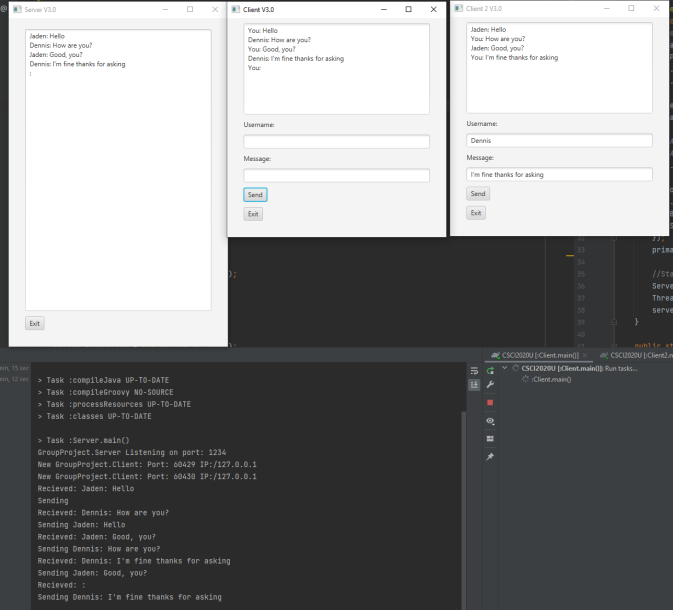 Server V3.0
Jaden: Hello
Dennis: How are you?
Jaden: Good, you?
Dennis: I'm fine thanks for asking
:
Exit
Client V3.0
You: Hello
Dennis: How are you?
You: Good, you?
Dennis: I'm fine thanks for asking
You:
Username:
Message:
Send
Exit
Client 2 V3.0
Jaden: Hello
You: How are you?
Jaden: Good, you?
You: I'm fine thanks for asking
Username:
Dennis
Message:
I'm fine thanks for asking
Send
Exit
);
);
});
33 prima
34
35 //Sta
36 Serve
37 Threa
38 serve
39 }
40
public st
min, 15 sec
min, 12 sec
> Task :compileJava UP-TO-DATE
> Task :compileGroovy NO-SOURCE
> Task :processResources UP-TO-DATE
> Task :classes UP-TO-DATE
> Task :Server.main()
GroupProject.Server Listening on port: 1234
New GroupProject.Client: Port: 60429 IP:/127.0.0.1
New GroupProject.Client: Port: 60430 IP:/127.0.0.1
Recieved: Jaden: Hello
Sending
Recieved: Dennis: How are you?
Sending Jaden: Hello
Recieved: Jaden: Good, you?
Sending Dennis: How are you?
Recieved: Dennis: I'm fine thanks for asking
Sending Jaden: Good, you?
Recieved: :
Sending Dennis: I'm fine thanks for asking
CSCI2020U [:Client.main()]
CSCI2020U [:Client2.m
CSCI2020U [:Client.main()]: Run tasks...
:Client.main()